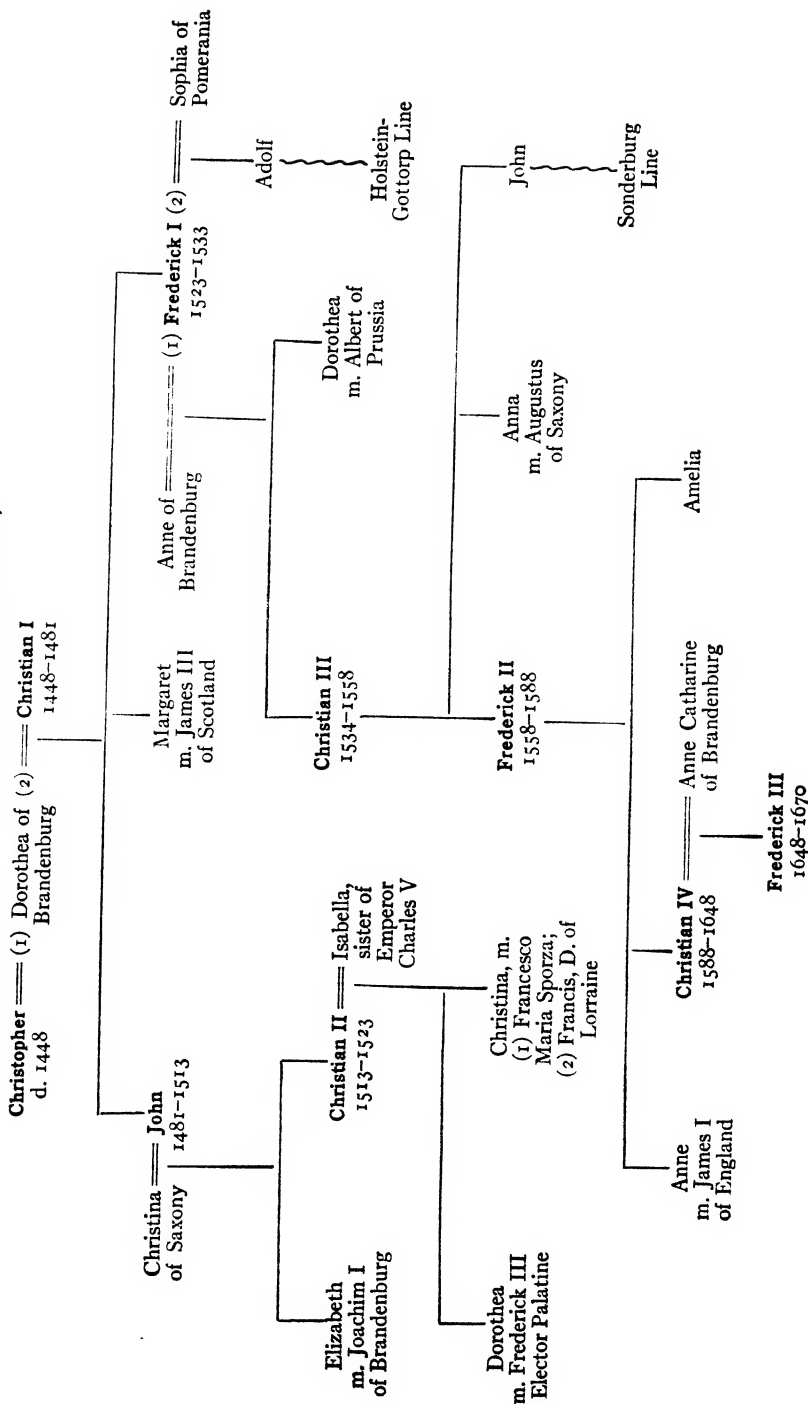 Christopher == (1) Dorothea of (2) == Christian I
d. 1448 Brandenburg 1448–1481
Christina == John
of Saxony 1481–1513
Margaret
m. James III
of Scotland
Anne of == (1) Frederick I (2) == Sophia of
Brandenburg 1523–1533 Pomerania
Elizabeth
m. Joachim I
of Brandenburg
Christian II == Isabella,
1513–1523 sister of
Emperor
Charles V
Christian III
1534–1558
Dorothea
m. Albert of
Prussia
Adolf
Holstein-
Gottorp Line
Dorothea
m. Frederick III
Elector Palatine
Christina, m.
(1) Francesco
Maria Sporza;
(2) Francis, D. of
Lorraine
Frederick II
1558–1588
Anna
m. Augustus
of Saxony
John
Sonderburg
Line
Anne
m. James I
of England
Christian IV == Anne Catharine
1588–1648 of Brandenburg
Amelia
Frederick III
1648–1670